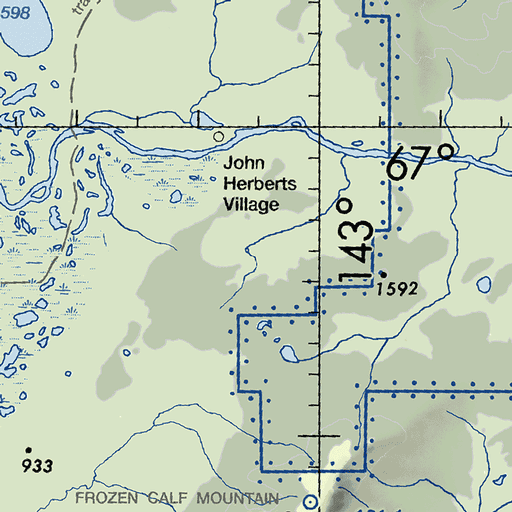 598
John
Herberts
Village
67°
143°
1592
933
FROZEN CALF MOUNTAIN